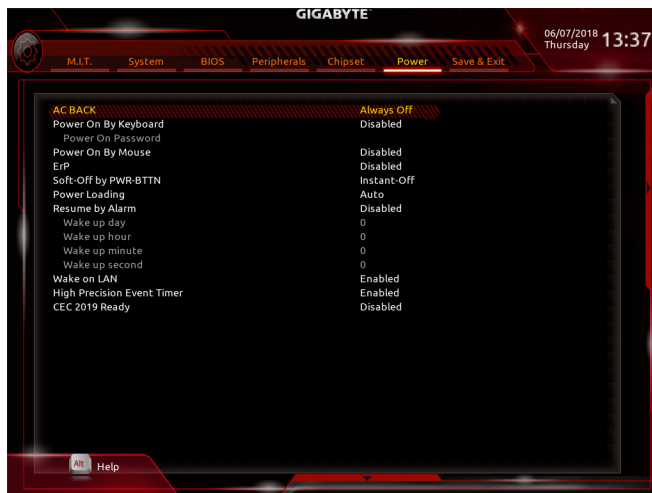 GIGABYTE
06/07/2018 13:37
Thursday
M.I.T. System BIOS Peripherals Chipset Power Save & Exit
AC BACK Always Off
Power On By Keyboard Disabled
Power On Password
Power On By Mouse Disabled
ErP Disabled
Soft-Off by PWR-BTTN Instant-Off
Power Loading Auto
Resume by Alarm Disabled
Wake up day 0
Wake up hour 0
Wake up minute 0
Wake up second 0
Wake on LAN Enabled
High Precision Event Timer Enabled
CEC 2019 Ready Disabled
Alt Help